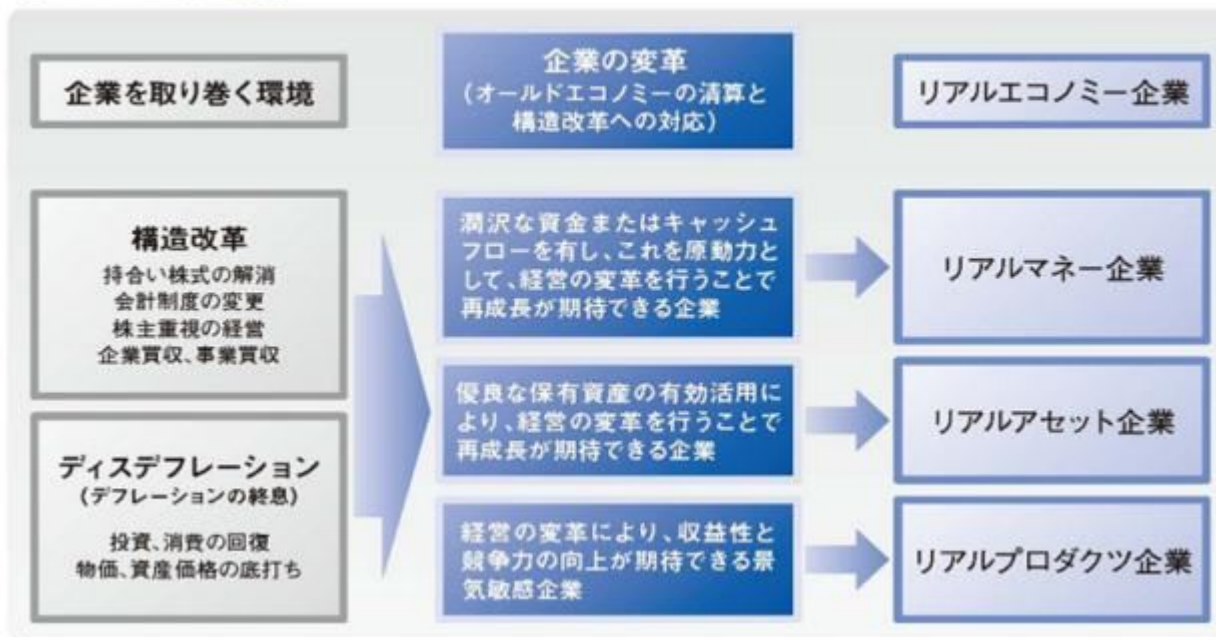 企業を取り巻く環境
企業の変革
(オールドエコノミーの清算と
構造改革への対応)
リアルエコノミー企業
構造改革
持合い株式の解消
会計制度の変更
株主重視の経営
企業買収、事業買収
ディスデフレーション
(デフレーションの終息)
投資、消費の回復
物価、資産価格の底打ち
潤沢な資金またはキャッシュ
フローを有し、これを原動力と
して、経営の変革を行うことで
再成長が期待できる企業
リアルマネー企業
優良な保有資産の有効活用に
より、経営の変革を行うことで
再成長が期待できる企業
リアルアセット企業
経営の変革により、収益性と
競争力の向上が期待できる景
気敏感企業
リアルプロダクツ企業